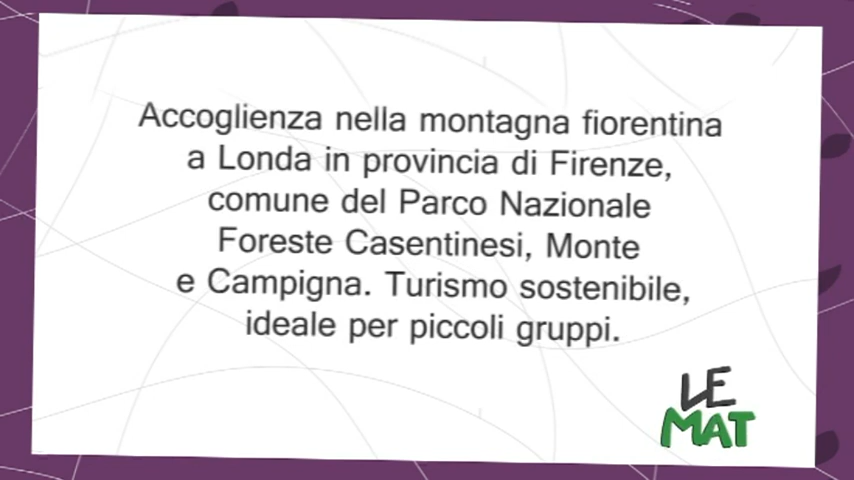 Accoglienza nella montagna fiorentina
a Londa in provincia di Firenze,
comune del Parco Nazionale
Foreste Casentinesi, Monte
e Campigna. Turismo sostenibile,
ideale per piccoli gruppi.
LE
MAT